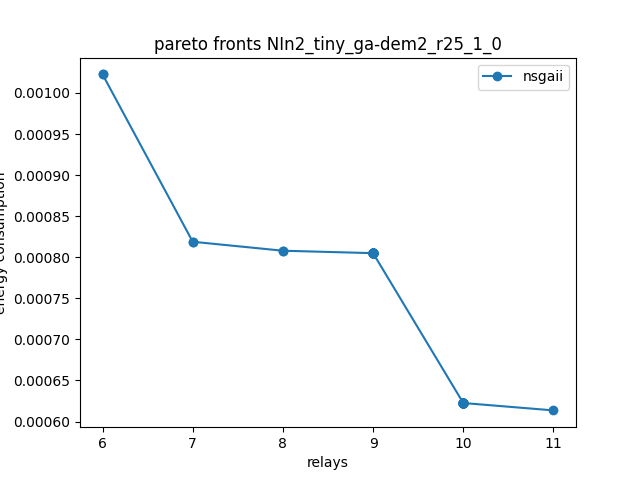 pareto fronts NIn2_tiny_ga-dem2_r25_1_0
nsgaii
0.00100
0.00095
0.00090
0.00085
0.00080
0.00075
0.00070
0.00065
0.00060
energy consumption
6 7 8 9 10 11
relays